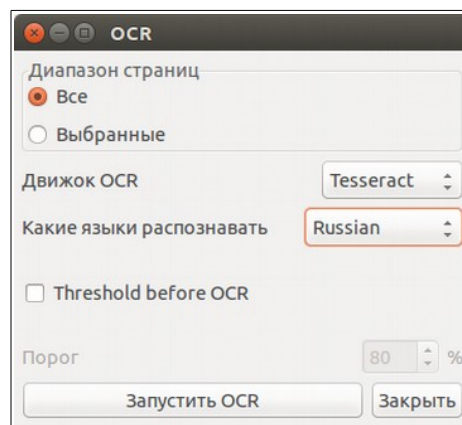 OCR
Диапазон страниц
Все
Выбранные
Движок OCR Tesseract
Какие языки распознавать Russian
Threshold before OCR
Порог 80 %
Запустить OCR Закрыть